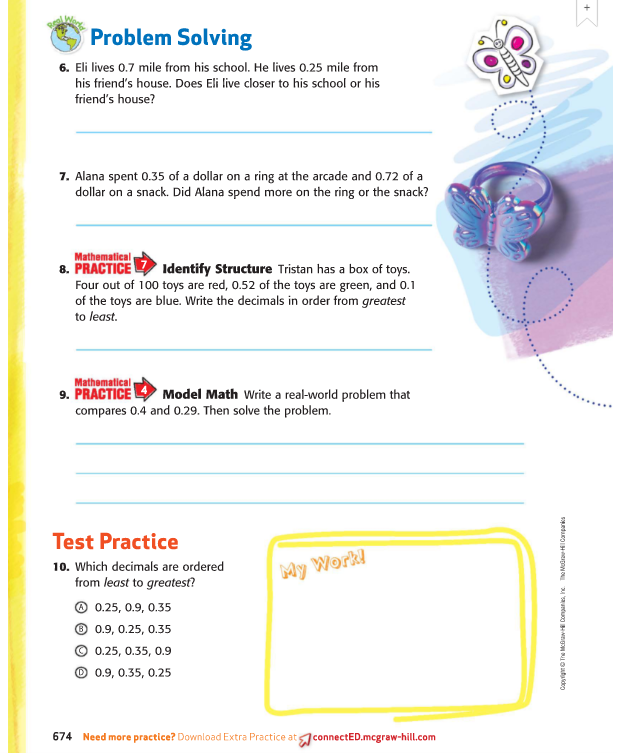 Real World
Problem Solving
6. Eli lives 0.7 mile from his school. He lives 0.25 mile from
his friend's house. Does Eli live closer to his school or his
friend's house?
7. Alana spent 0.35 of a dollar on a ring at the arcade and 0.72 of a
dollar on a snack. Did Alana spend more on the ring or the snack?
8. Mathematical PRACTICE 7 Identify Structure Tristan has a box of toys.
Four out of 100 toys are red, 0.52 of the toys are green, and 0.1
of the toys are blue. Write the decimals in order from greatest
to least.
9. Mathematical PRACTICE 4 Model Math Write a real-world problem that
compares 0.4 and 0.29. Then solve the problem.
Test Practice
10. Which decimals are ordered
from least to greatest?
Ⓐ 0.25, 0.9, 0.35
Ⓑ 0.9, 0.25, 0.35
Ⓒ 0.25, 0.35, 0.9
Ⓓ 0.9, 0.35, 0.25
My Work!
Copyright © The McGraw-Hill Companies, Inc. The McGraw-Hill Companies
674 Need more practice? Download Extra Practice at connectED.mcgraw-hill.com